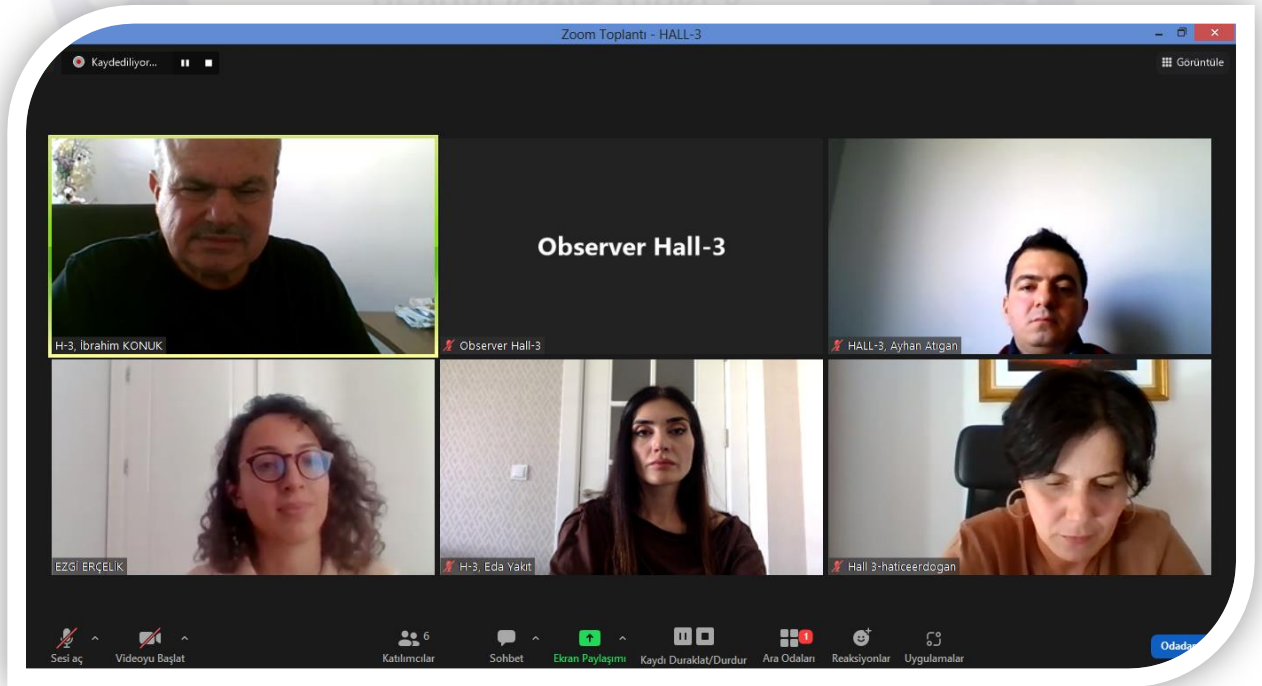 Zoom Toplantı - HALL-3
Kaydediliyor...
Görüntüle
Observer Hall-3
H-3, İbrahim KONUK
Observer Hall-3
HALL-3, Ayhan Atıgan
EZGİ ERÇELİK
H-3, Eda Yakıt
Hall 3-haticeerdogan
6
1
Sesi aç
Videoyu Başlat
Katılımcılar
Sohbet
Ekran Paylaşımı
Kaydı Duraklat/Durdur
Ara Odaları
Reaksiyonlar
Uygulamalar